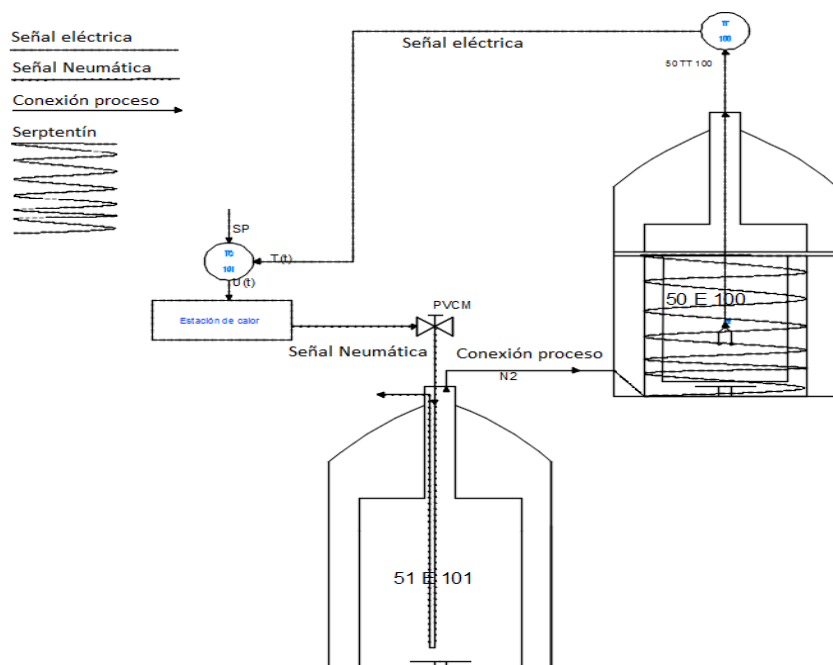 Señal eléctrica
Señal Neumática
Conexión proceso
Serptentín
Señal eléctrica
TT
100
50 TT 100
SP
TC
101
T(t)
U(t)
Estación de calor
PVCM
Señal Neumática
Conexión proceso
N2
50 E 100
51 E 101